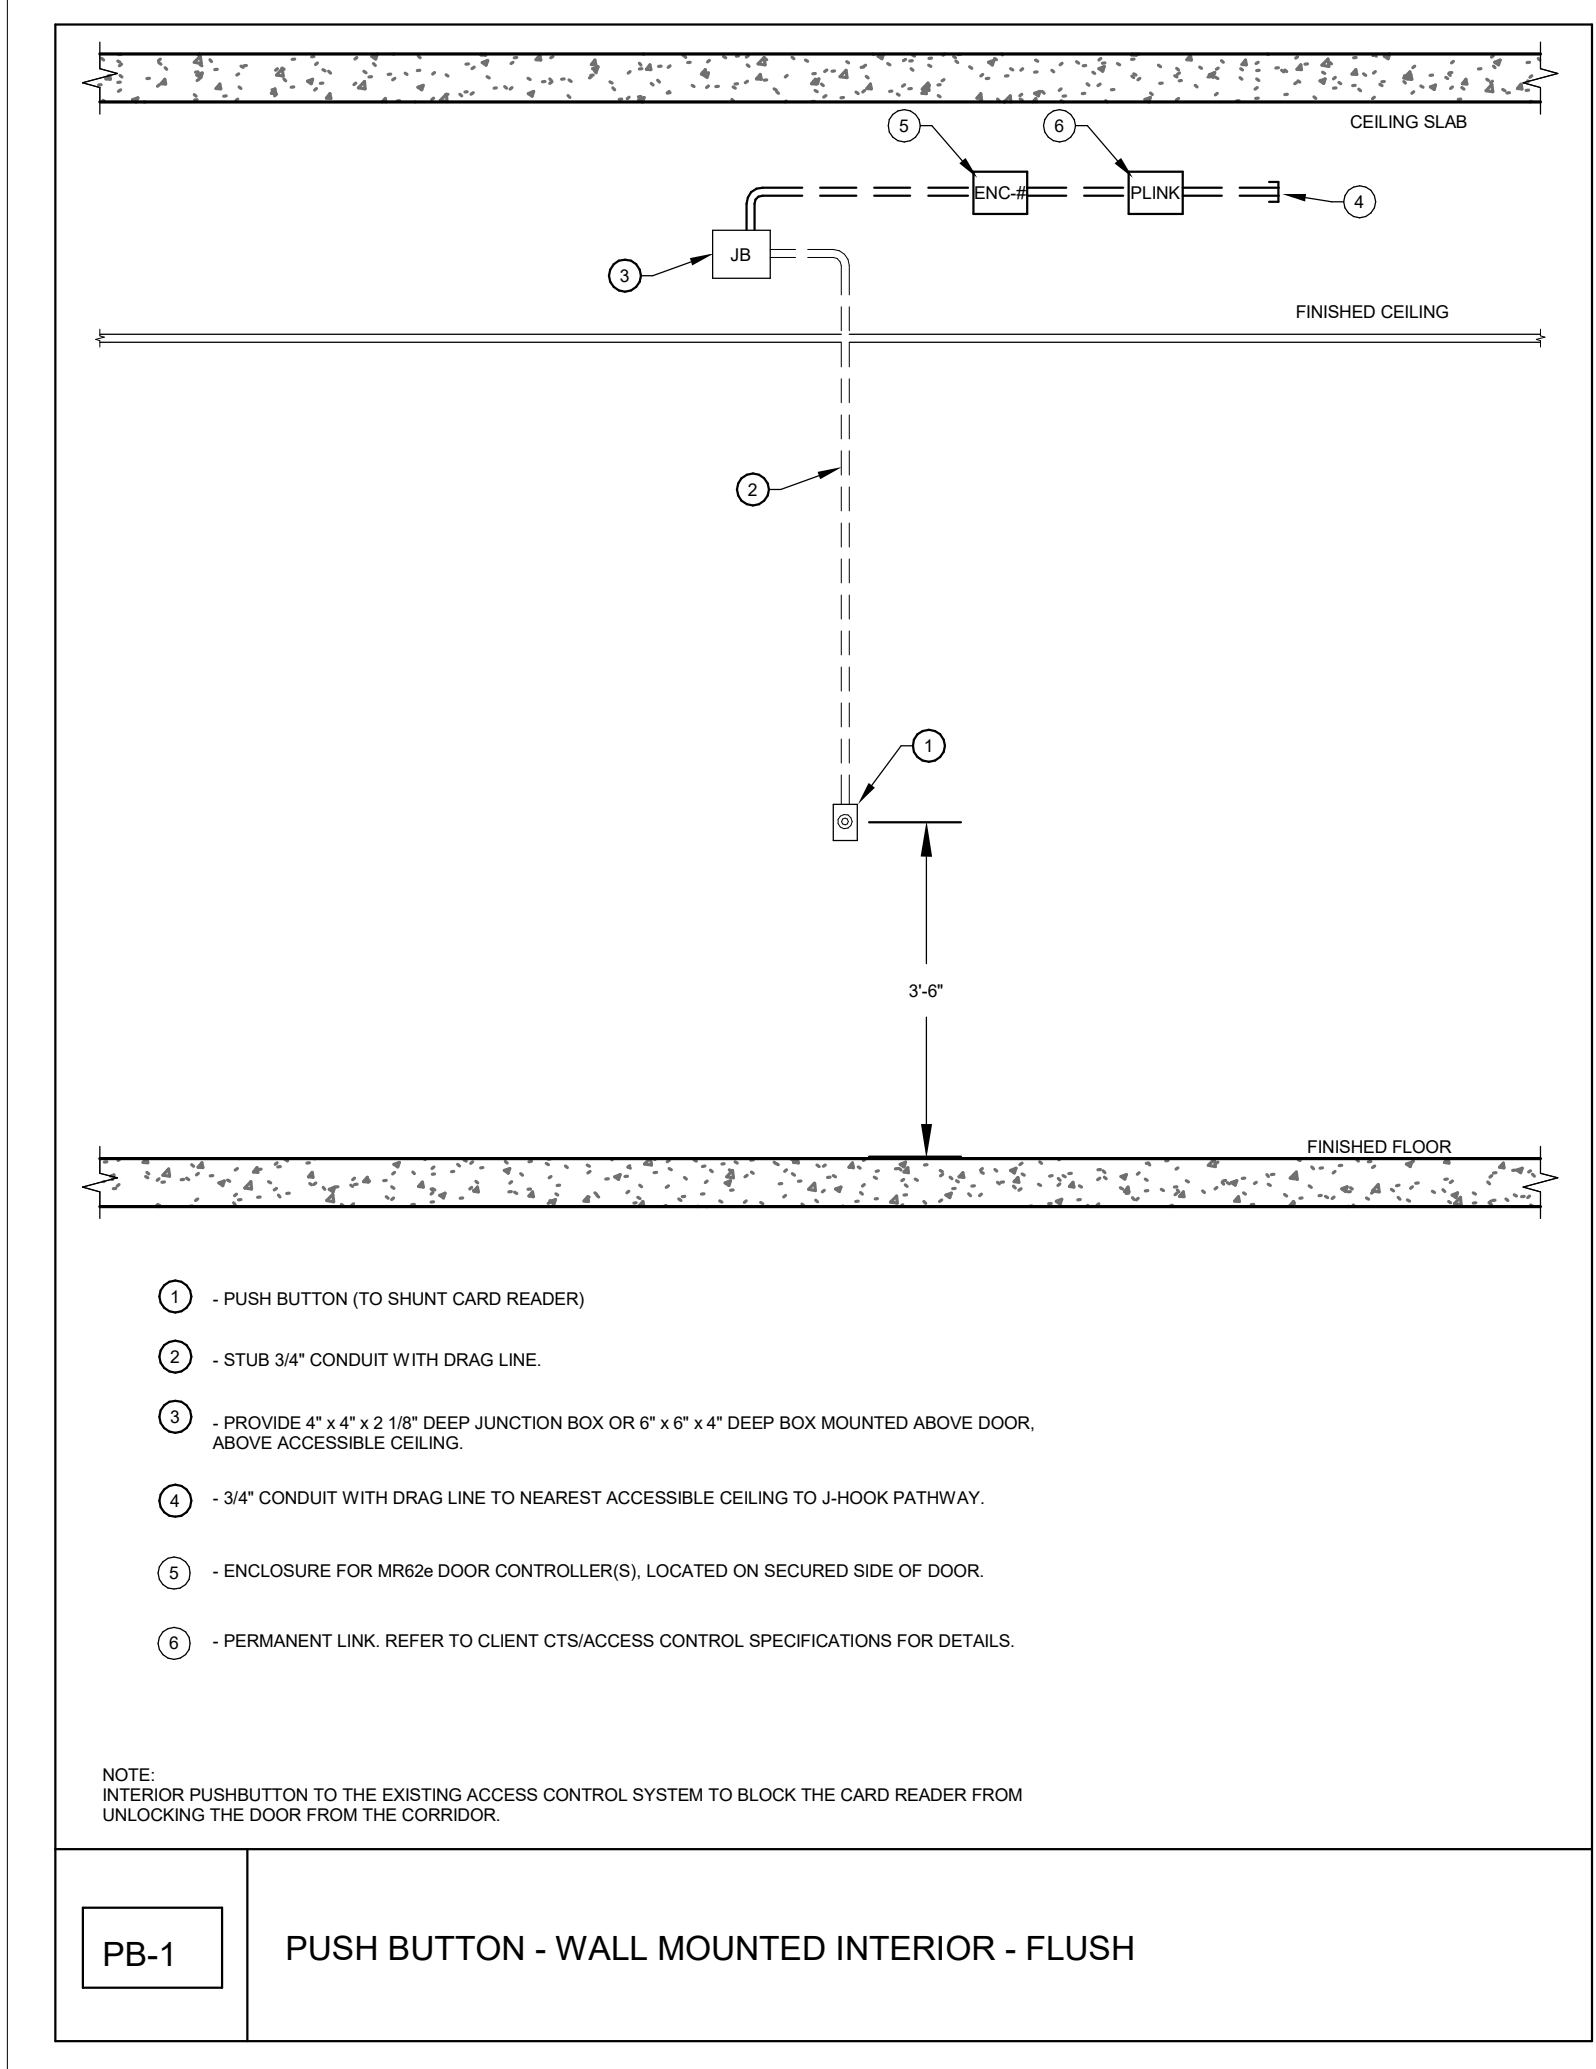 CEILING SLAB
5
6
ENC-#
PLINK
4
JB
3
FINISHED CEILING
2
1
3'-6"
FINISHED FLOOR
1 - PUSH BUTTON (TO SHUNT CARD READER)
2 - STUB 3/4" CONDUIT WITH DRAG LINE.
3 - PROVIDE 4" x 4" x 2 1/8" DEEP JUNCTION BOX OR 6" x 6" x 4" DEEP BOX MOUNTED ABOVE DOOR,
ABOVE ACCESSIBLE CEILING.
4 - 3/4" CONDUIT WITH DRAG LINE TO NEAREST ACCESSIBLE CEILING TO J-HOOK PATHWAY.
5 - ENCLOSURE FOR MR62e DOOR CONTROLLER(S), LOCATED ON SECURED SIDE OF DOOR.
6 - PERMANENT LINK. REFER TO CLIENT CTS/ACCESS CONTROL SPECIFICATIONS FOR DETAILS.
NOTE:
INTERIOR PUSHBUTTON TO THE EXISTING ACCESS CONTROL SYSTEM TO BLOCK THE CARD READER FROM
UNLOCKING THE DOOR FROM THE CORRIDOR.
PB-1
PUSH BUTTON - WALL MOUNTED INTERIOR - FLUSH